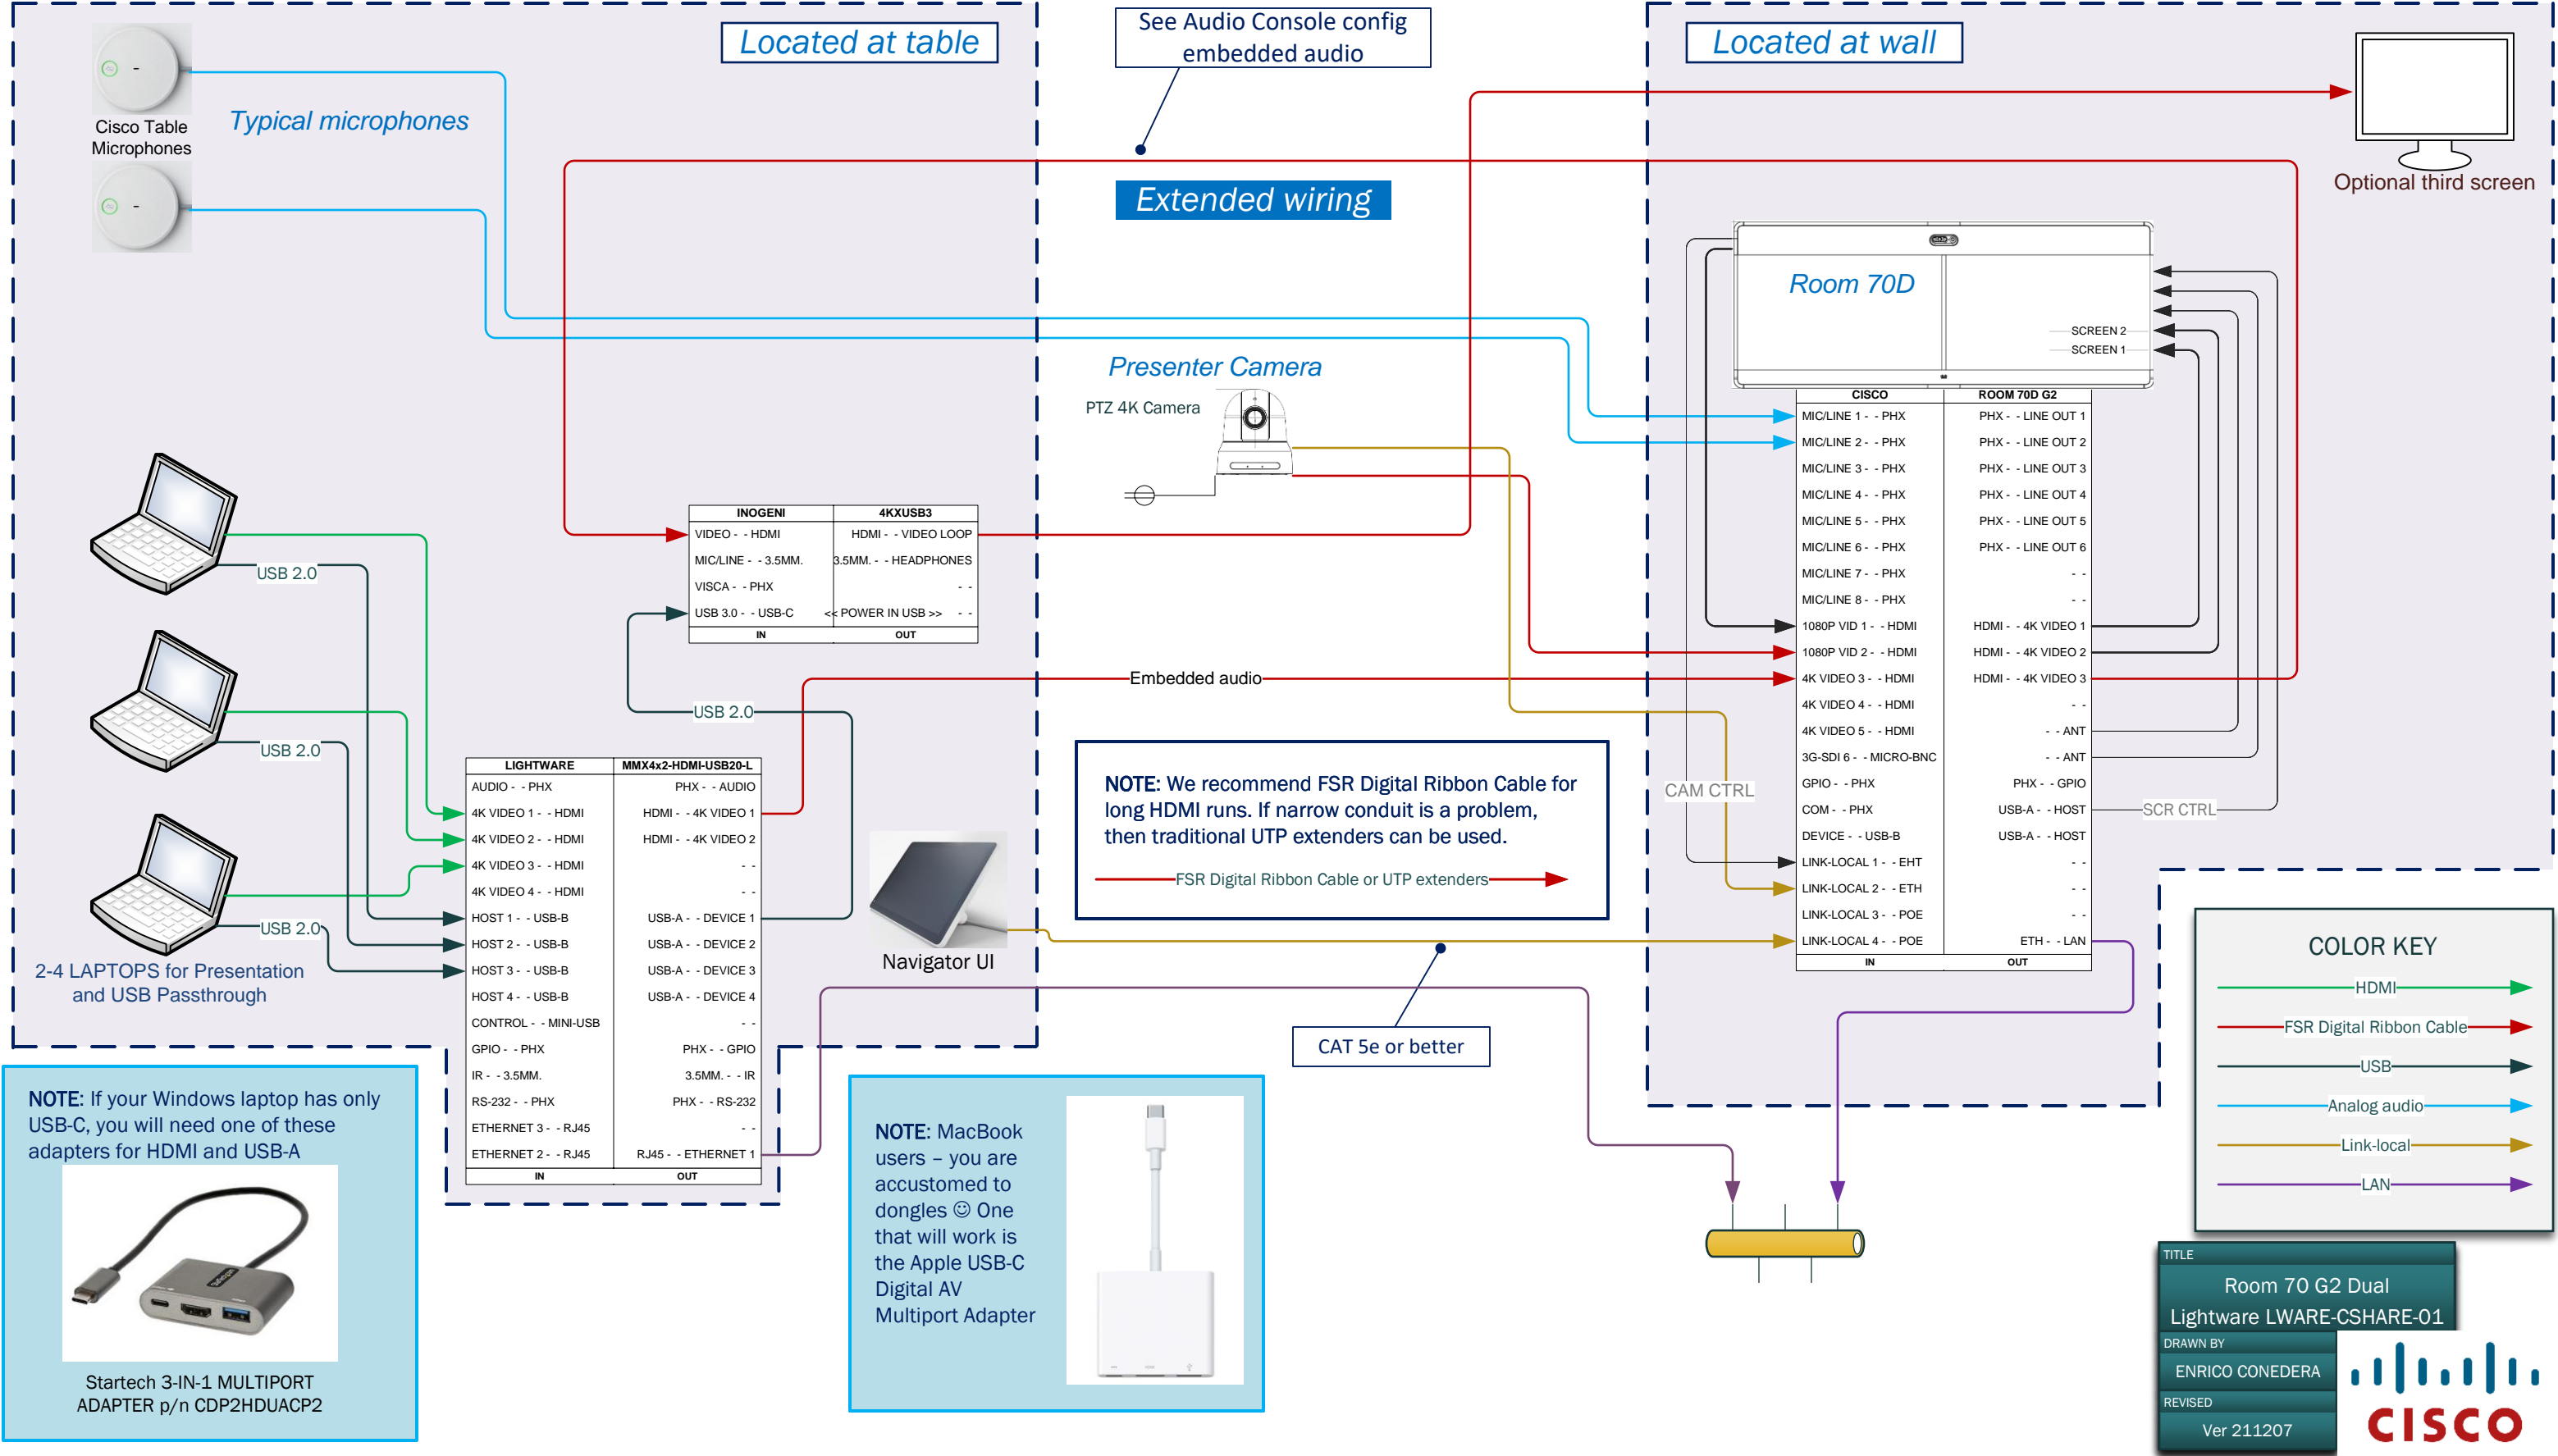 Located at table
See Audio Console config
embedded audio
Located at wall
Cisco Table
Microphones
Typical microphones
Optional third screen
Extended wiring
Room 70D
SCREEN 2
SCREEN 1
Presenter Camera
PTZ 4K Camera
CISCO ROOM 70D G2
MIC/LINE 1 - - PHX PHX - - LINE OUT 1
MIC/LINE 2 - - PHX PHX - - LINE OUT 2
MIC/LINE 3 - - PHX PHX - - LINE OUT 3
MIC/LINE 4 - - PHX PHX - - LINE OUT 4
MIC/LINE 5 - - PHX PHX - - LINE OUT 5
MIC/LINE 6 - - PHX PHX - - LINE OUT 6
MIC/LINE 7 - - PHX - -
MIC/LINE 8 - - PHX - -
1080P VID 1 - - HDMI HDMI - - 4K VIDEO 1
1080P VID 2 - - HDMI HDMI - - 4K VIDEO 2
4K VIDEO 3 - - HDMI HDMI - - 4K VIDEO 3
4K VIDEO 4 - - HDMI - -
4K VIDEO 5 - - HDMI - - ANT
3G-SDI 6 - - MICRO-BNC - - ANT
GPIO - - PHX PHX - - GPIO
COM - - PHX USB-A - - HOST
DEVICE - - USB-B USB-A - - HOST
LINK-LOCAL 1 - - EHT - -
LINK-LOCAL 2 - - ETH - -
LINK-LOCAL 3 - - POE - -
LINK-LOCAL 4 - - POE ETH - - LAN
IN OUT
CAM CTRL
SCR CTRL
INOGENI 4KXUSB3
VIDEO - - HDMI HDMI - - VIDEO LOOP
MIC/LINE - - 3.5MM. 3.5MM. - - HEADPHONES
VISCA - - PHX - -
USB 3.0 - - USB-C << POWER IN USB >> - -
IN OUT
USB 2.0
USB 2.0
USB 2.0
USB 2.0
Embedded audio
2-4 LAPTOPS for Presentation
and USB Passthrough
LIGHTWARE MMX4x2-HDMI-USB20-L
AUDIO - - PHX PHX - - AUDIO
4K VIDEO 1 - - HDMI HDMI - - 4K VIDEO 1
4K VIDEO 2 - - HDMI HDMI - - 4K VIDEO 2
4K VIDEO 3 - - HDMI - -
4K VIDEO 4 - - HDMI - -
HOST 1 - - USB-B USB-A - - DEVICE 1
HOST 2 - - USB-B USB-A - - DEVICE 2
HOST 3 - - USB-B USB-A - - DEVICE 3
HOST 4 - - USB-B USB-A - - DEVICE 4
CONTROL - - MINI-USB - -
GPIO - - PHX PHX - - GPIO
IR - - 3.5MM. 3.5MM. - - IR
RS-232 - - PHX PHX - - RS-232
ETHERNET 3 - - RJ45 - -
ETHERNET 2 - - RJ45 RJ45 - - ETHERNET 1
IN OUT
Navigator UI
NOTE: We recommend FSR Digital Ribbon Cable for
long HDMI runs. If narrow conduit is a problem,
then traditional UTP extenders can be used.
FSR Digital Ribbon Cable or UTP extenders
CAT 5e or better
COLOR KEY
HDMI
FSR Digital Ribbon Cable
USB
Analog audio
Link-local
LAN
NOTE: If your Windows laptop has only
USB-C, you will need one of these
adapters for HDMI and USB-A
Startech 3-IN-1 MULTIPORT
ADAPTER p/n CDP2HDUACP2
NOTE: MacBook
users – you are
accustomed to
dongles ☺ One
that will work is
the Apple USB-C
Digital AV
Multiport Adapter
TITLE
Room 70 G2 Dual
Lightware LWARE-CSHARE-01
DRAWN BY
ENRICO CONEDERA
REVISED
Ver 211207
CISCO